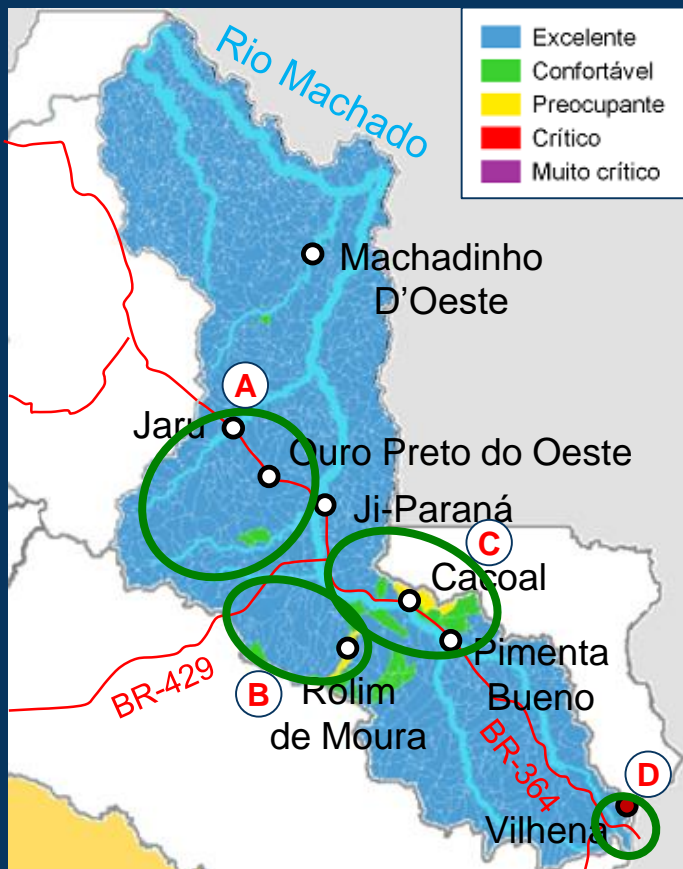 Excelente
Confortável
Preocupante
Crítico
Muito crítico
Rio Machado
Machadinho
D'Oeste
A
Jaru
Ouro Preto do Oeste
Ji-Paraná
C
Cacoal
Pimenta
Bueno
BR-429
B
Rolim
de Moura
BR-364
D
Vilhena